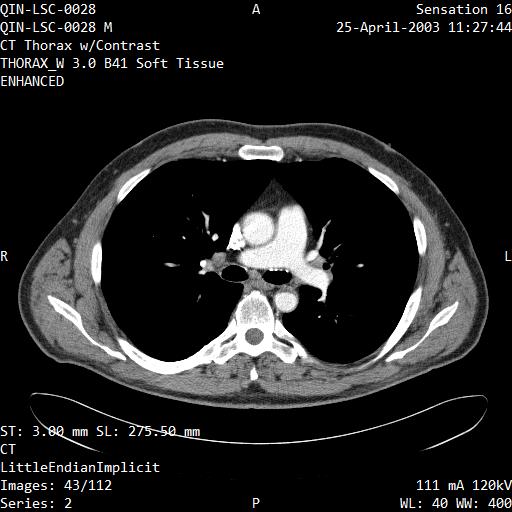 QIN-LSC-0028
A
Sensation 16
QIN-LSC-0028 M
25-April-2003 11:27:44
CT Thorax w/Contrast
THORAX_W 3.0 B41 Soft Tissue
ENHANCED
R
L
ST: 3.00 mm SL: 275.50 mm
CT
LittleEndianImplicit
Images: 43/112
111 mA 120kV
Series: 2
P
WL: 40 WW: 400